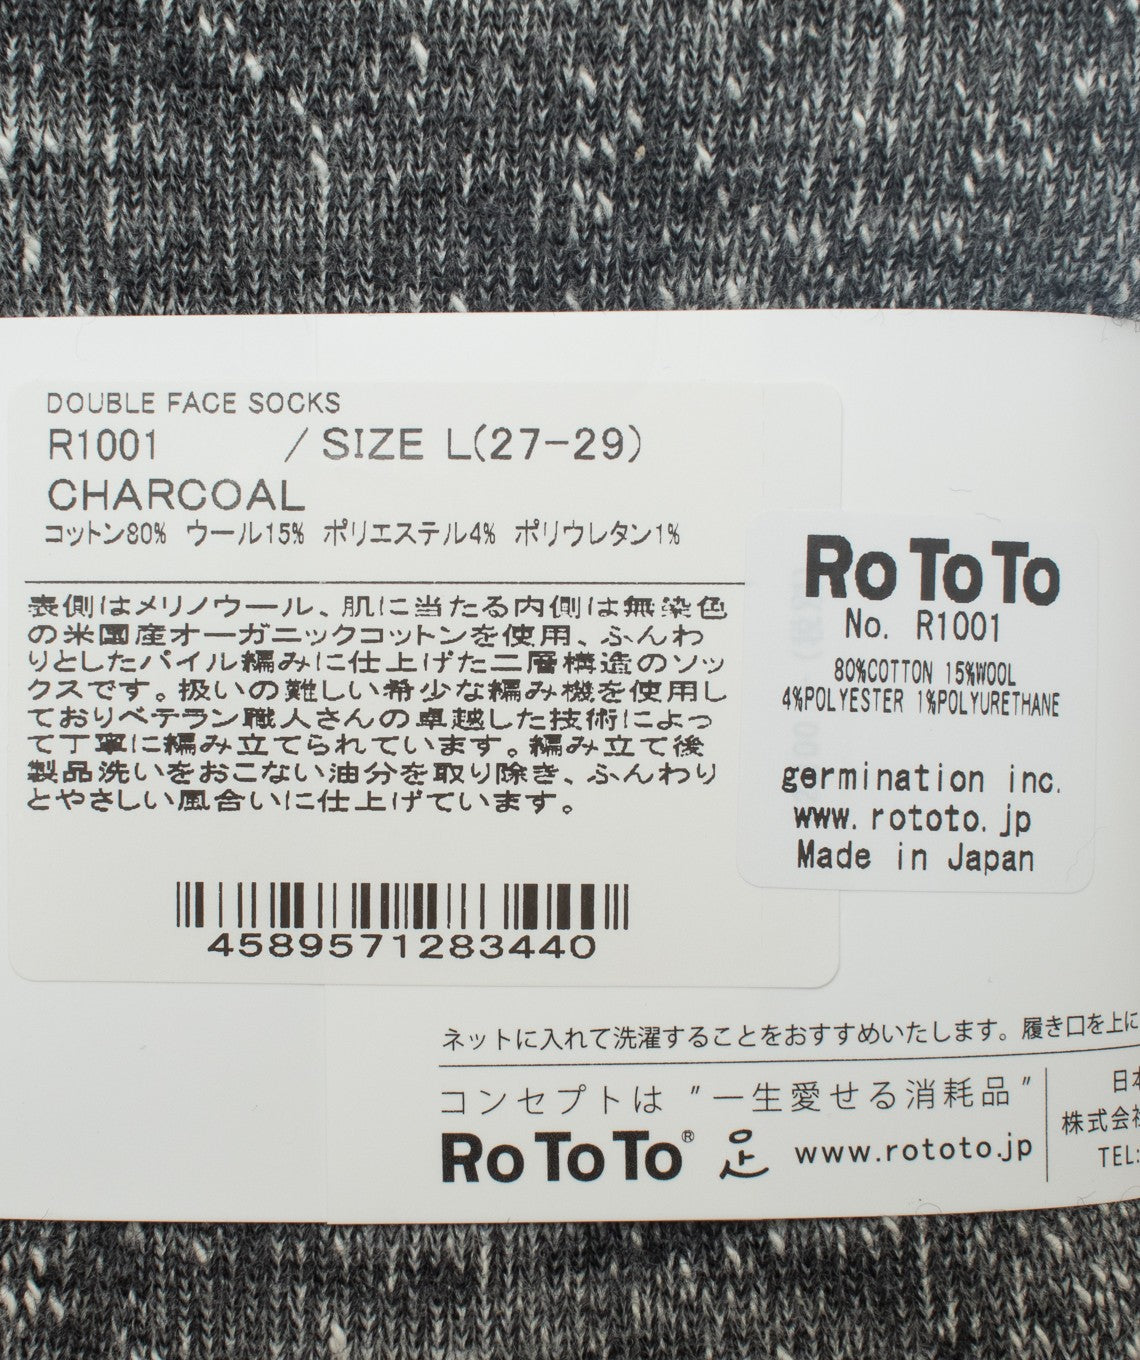 DOUBLE FACE SOCKS
R1001 / SIZE L(27-29)
CHARCOAL
コットン80% ウール15% ポリエステル4% ポリウレタン1%
表側はメリノウール、肌に当たる内側は無染色
の米国産オーガニックコットンを使用、ふんわ
りとしたパイル編みに仕上げた二層構造のソッ
クスです。扱いの難しい希少な編み機を使用し
ておりベテラン職人さんの卓越した技術によっ
て丁寧に編み立てられています。編み立て後
製品洗いをおこない油分を取り除き、ふんわり
とやさしい風合いに仕上げています。
4589571283440
RoToTo
No. R1001
80%COTTON 15%WOOL
4%POLYESTER 1%POLYURETHANE
germination inc.
www.rototo.jp
Made in Japan
ネットに入れて洗濯することをおすすめいたします。履き口を上に
コンセプトは "一生愛せる消耗品"
RoToTo® 足 www.rototo.jp
日本
株式会社
TEL: